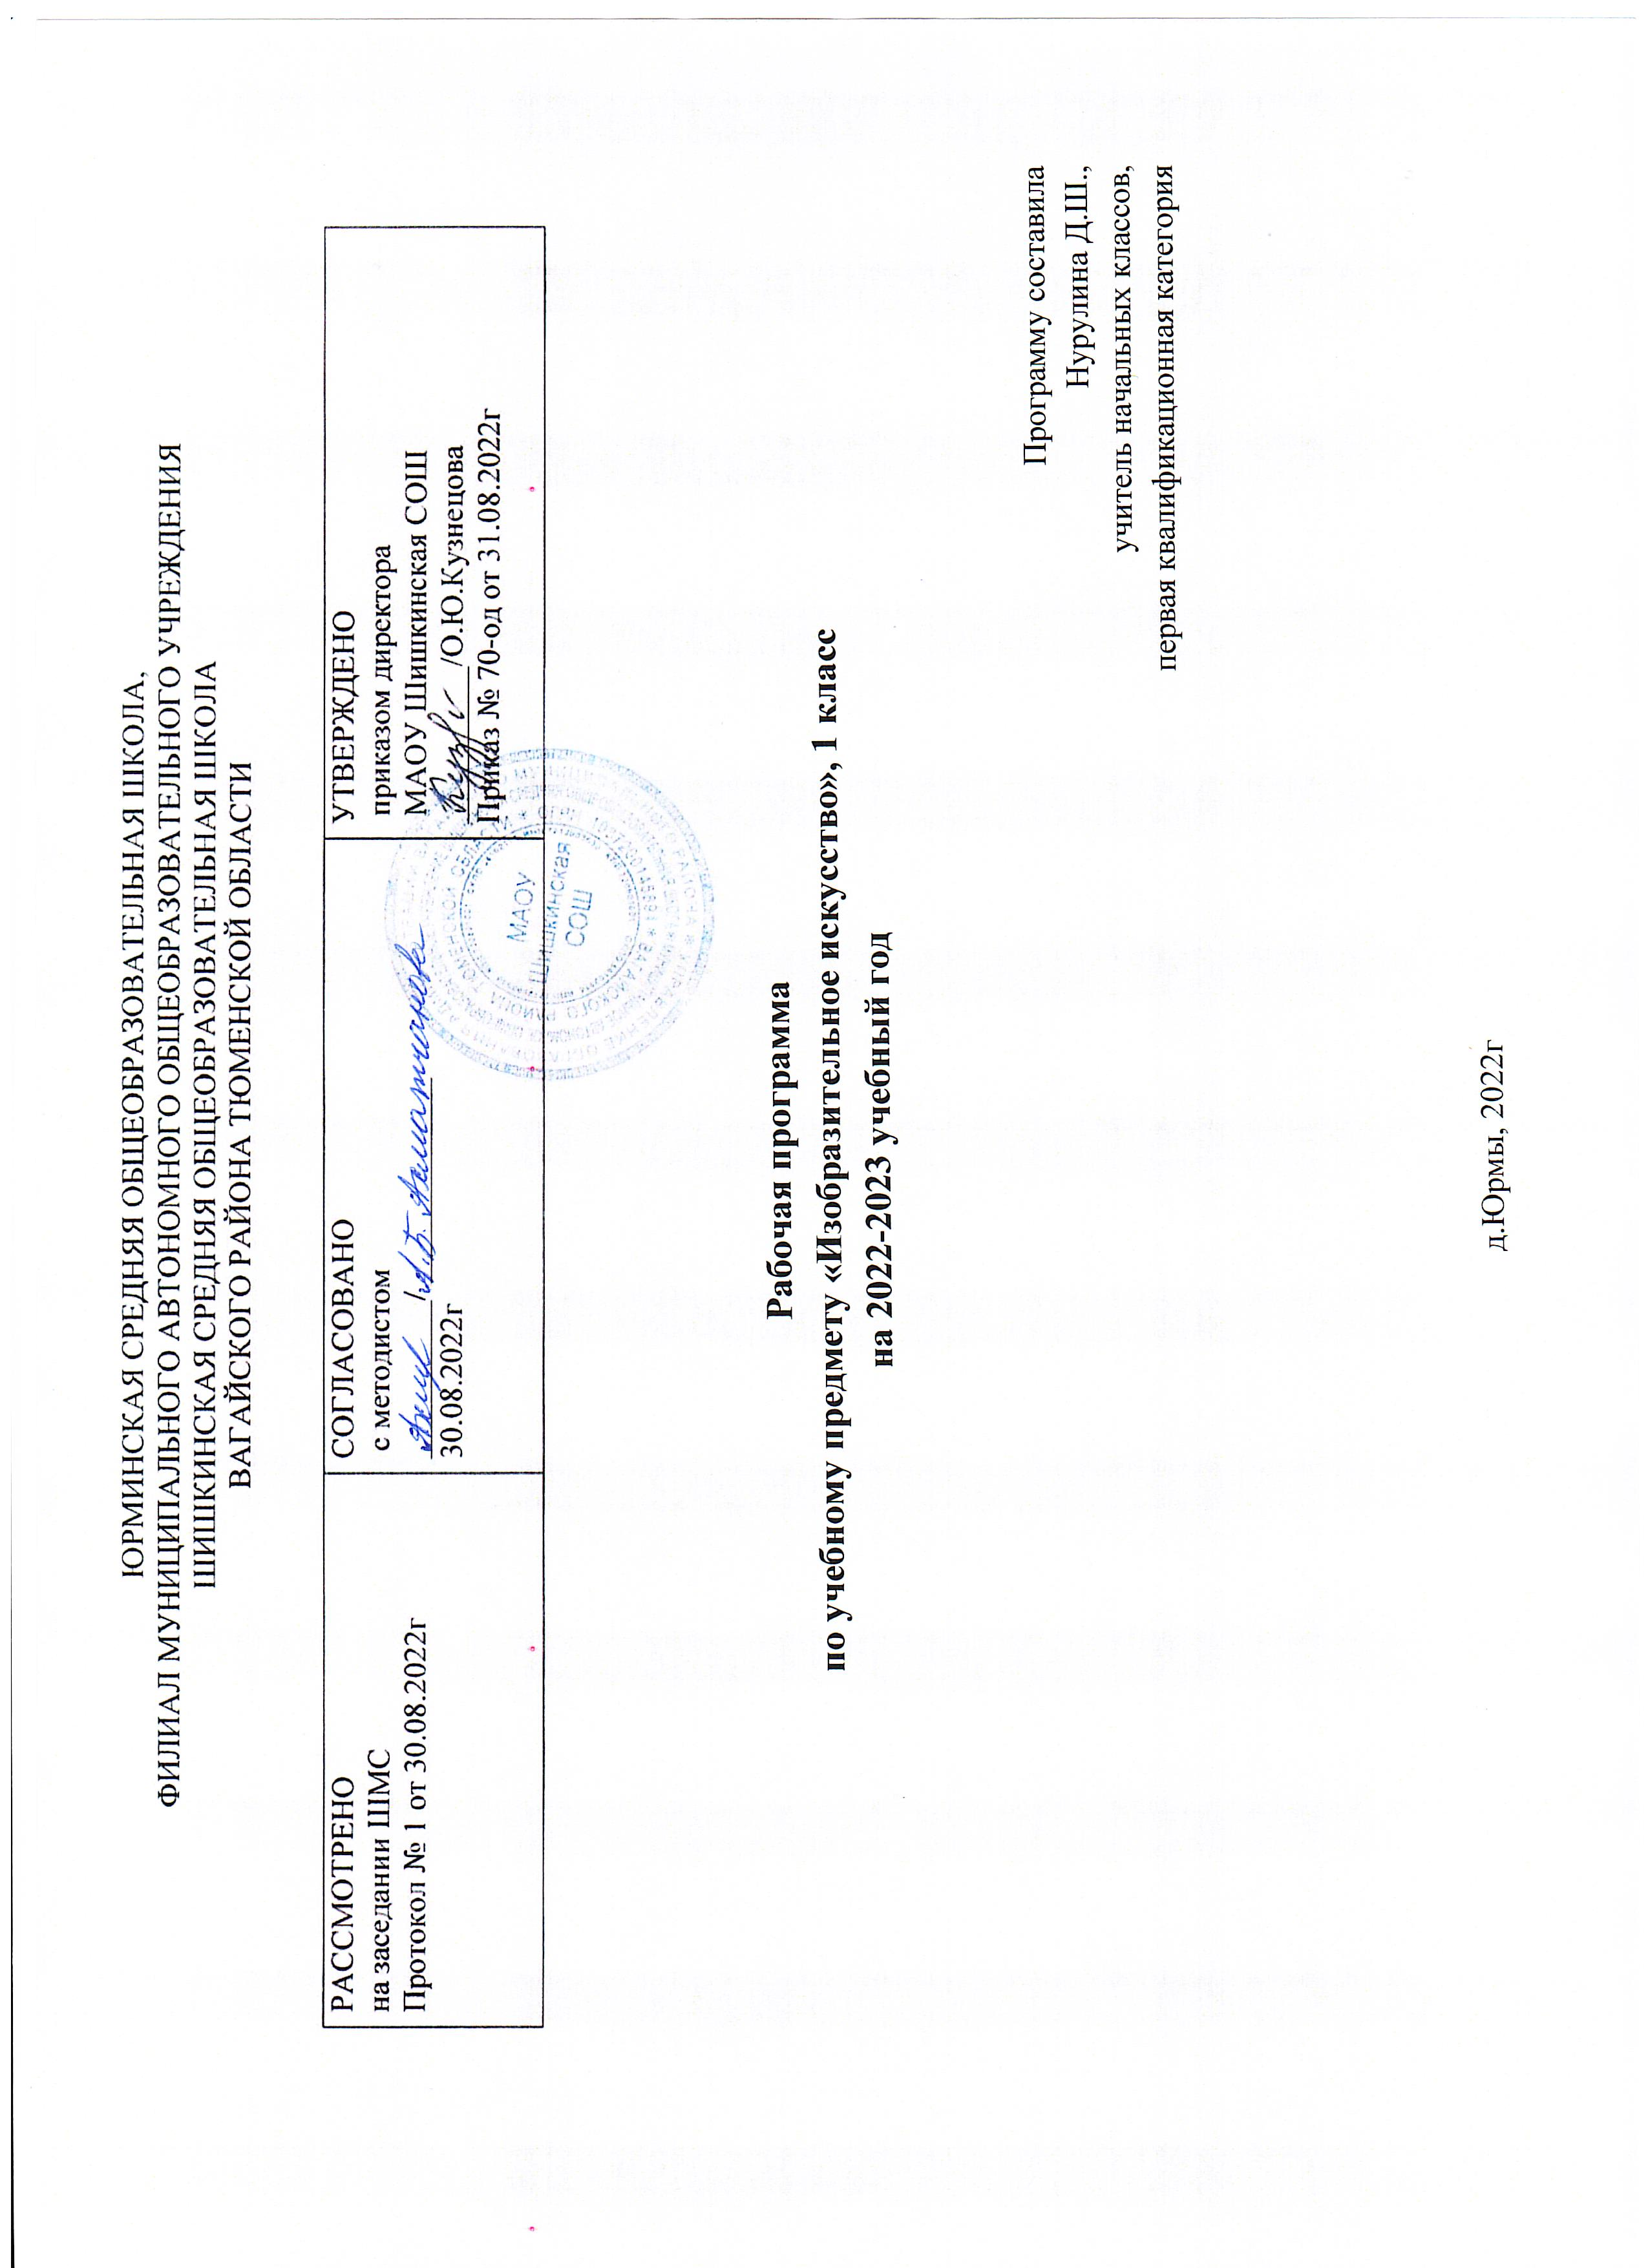 ЮРМИНСКАЯ СРЕДНЯЯ ОБЩЕОБРАЗОВАТЕЛЬНАЯ ШКОЛА,
ФИЛИАЛ МУНИЦИПАЛЬНОГО АВТОНОМНОГО ОБЩЕОБРАЗОВАТЕЛЬНОГО УЧРЕЖДЕНИЯ
ШИШКИНСКАЯ СРЕДНЯЯ ОБЩЕОБРАЗОВАТЕЛЬНАЯ ШКОЛА
ВАГАЙСКОГО РАЙОНА ТЮМЕНСКОЙ ОБЛАСТИ
РАССМОТРЕНО
на заседании ШМС
Протокол № 1 от 30.08.2022г
СОГЛАСОВАНО
с методистом
30.08.2022г
УТВЕРЖДЕНО
приказом директора
МАОУ Шишкинская СОШ
/О.Ю.Кузнецова
Приказ № 70-од от 31.08.2022г
МАОУ
Шишкинская
СОШ
Рабочая программа
по учебному предмету «Изобразительное искусство», 1 класс
на 2022-2023 учебный год
Программу составила
Нурулина Д.Ш.,
учитель начальных классов,
первая квалификационная категория
д.Юрмы, 2022г